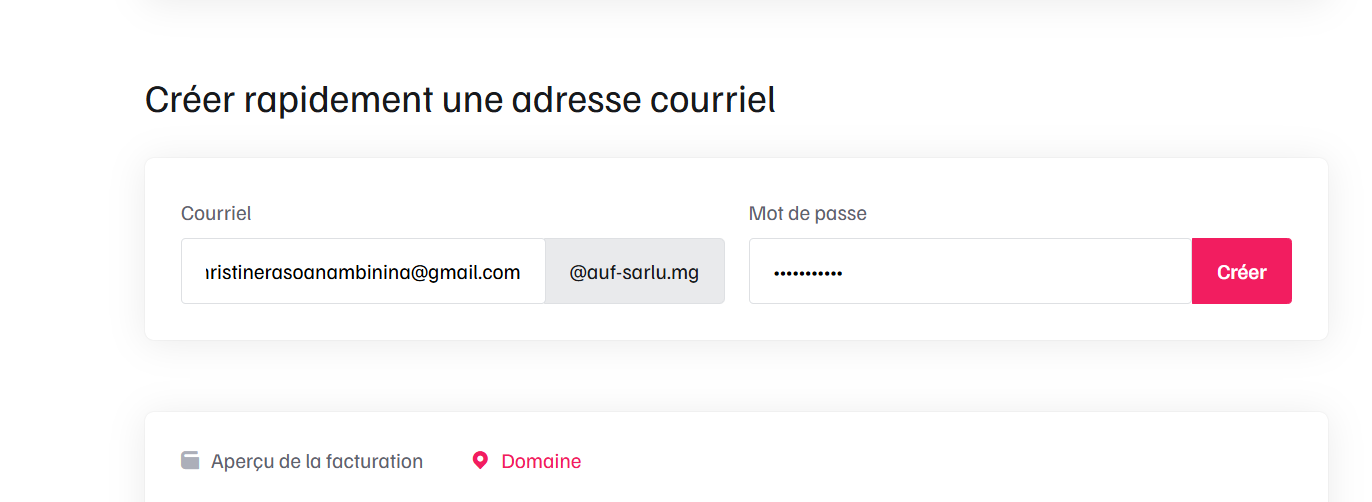 Créer rapidement une adresse courriel
Courriel
Mot de passe
ristinerasoanambinina@gmail.com
@auf-sarlu.mg
•••••••••••
Créer
Aperçu de la facturation
Domaine